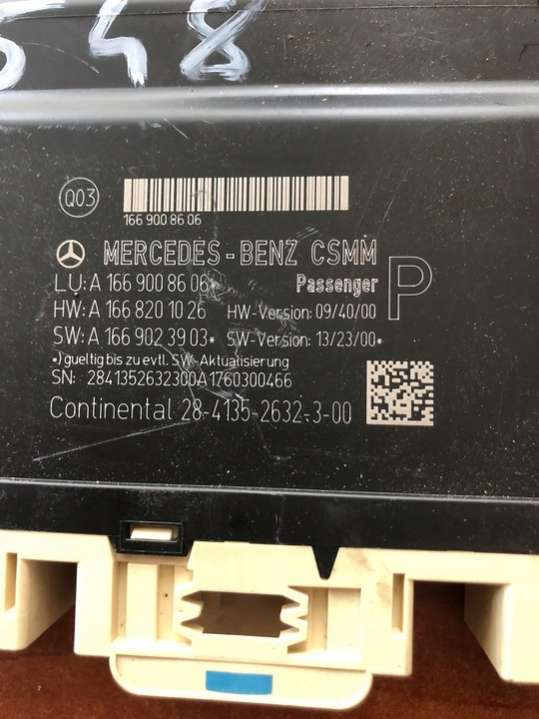 548
Q03
166 900 86 06
MERCEDES-BENZ CSMM
LU: A 166 900 86 06* Passenger P
HW: A 166 820 10 26 HW-Version: 09/40/00
SW: A 166 902 39 03* SW-Version: 13/23/00*
*) gueltig bis zu evtl. SW-Aktualisierung
SN: 2841352632300A1760300466
Continental 28-4135-2632-3-00